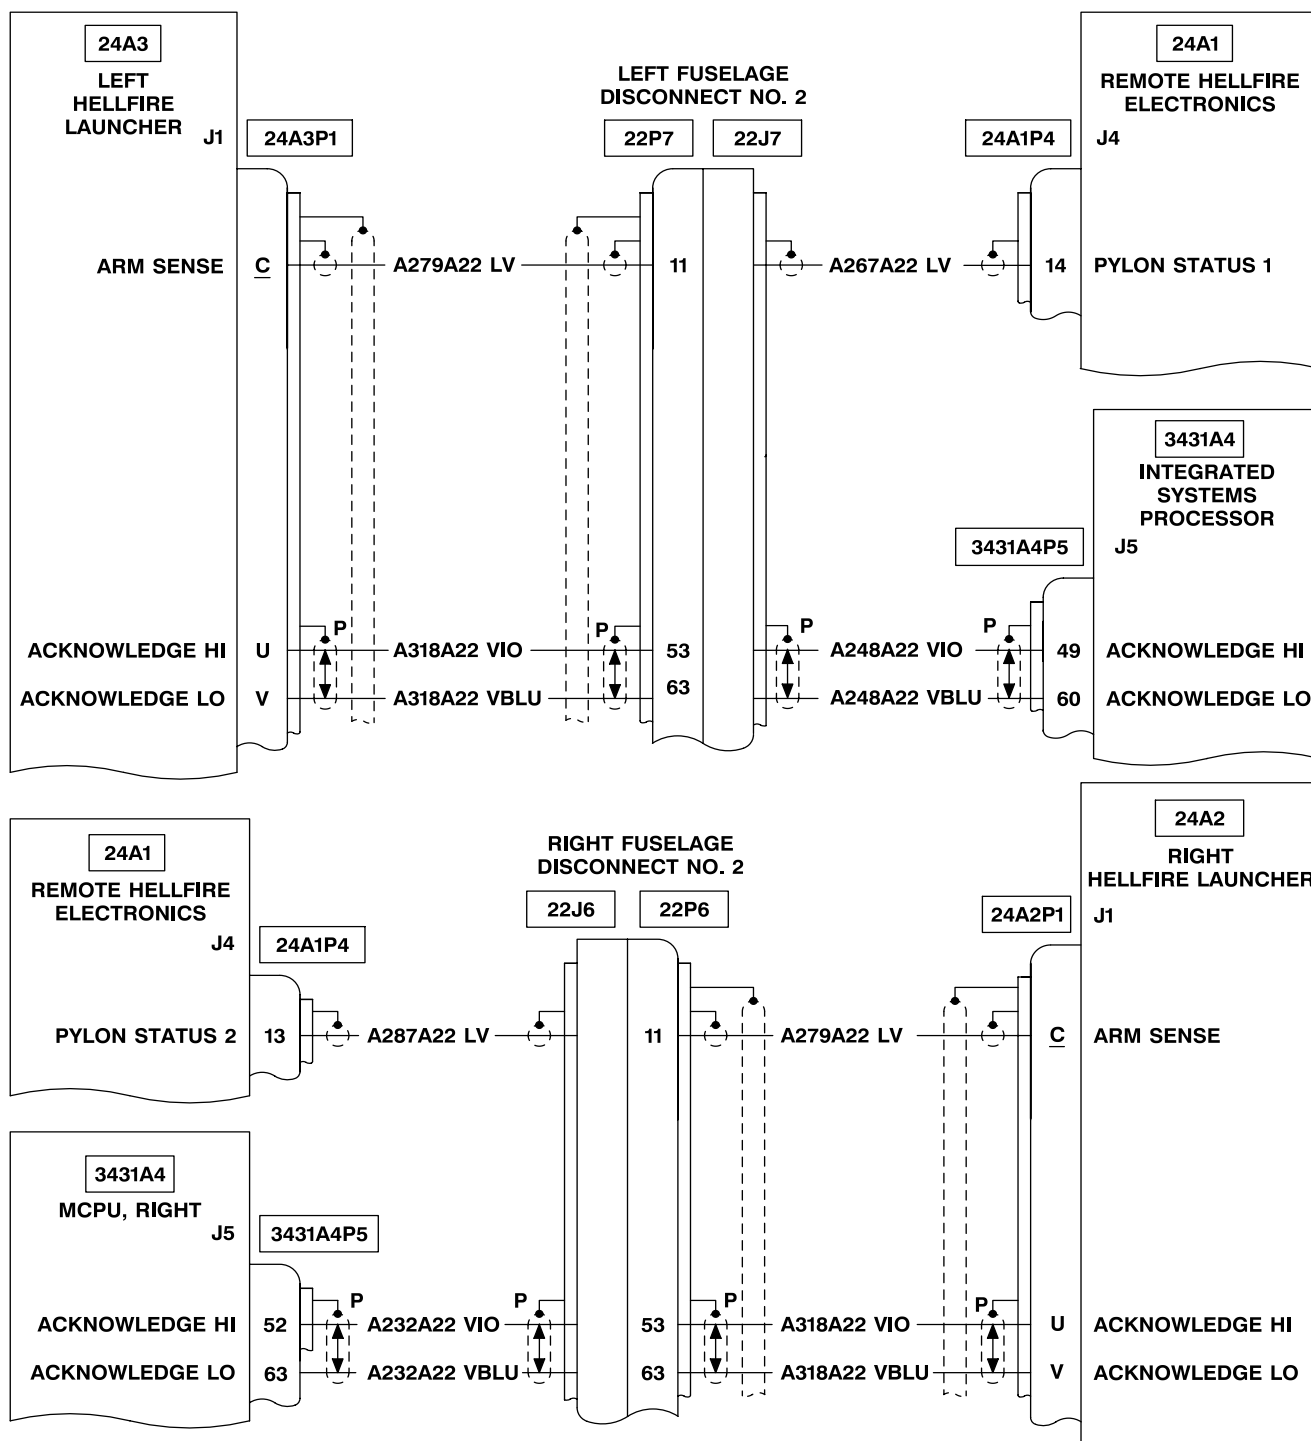 24A3
LEFT
HELLFIRE
LAUNCHER
J1
24A3P1
LEFT FUSELAGE
DISCONNECT NO. 2
22P7
22J7
24A1P4
24A1
REMOTE HELLFIRE
ELECTRONICS
J4
ARM SENSE C A279A22 LV 11 A267A22 LV 14 PYLON STATUS 1
3431A4
INTEGRATED
SYSTEMS
PROCESSOR
3431A4P5
J5
P P P P
ACKNOWLEDGE HI U A318A22 VIO 53 A248A22 VIO 49 ACKNOWLEDGE HI
ACKNOWLEDGE LO V A318A22 VBLU 63 A248A22 VBLU 60 ACKNOWLEDGE LO
24A1
REMOTE HELLFIRE
ELECTRONICS
J4
24A1P4
RIGHT FUSELAGE
DISCONNECT NO. 2
22J6
22P6
24A2P1
24A2
RIGHT
HELLFIRE LAUNCHER
J1
PYLON STATUS 2 13 A287A22 LV 11 A279A22 LV C ARM SENSE
3431A4
MCPU, RIGHT
J5
3431A4P5
P P P P
ACKNOWLEDGE HI 52 A232A22 VIO 53 A318A22 VIO U ACKNOWLEDGE HI
ACKNOWLEDGE LO 63 A232A22 VBLU 63 A318A22 VBLU V ACKNOWLEDGE LO